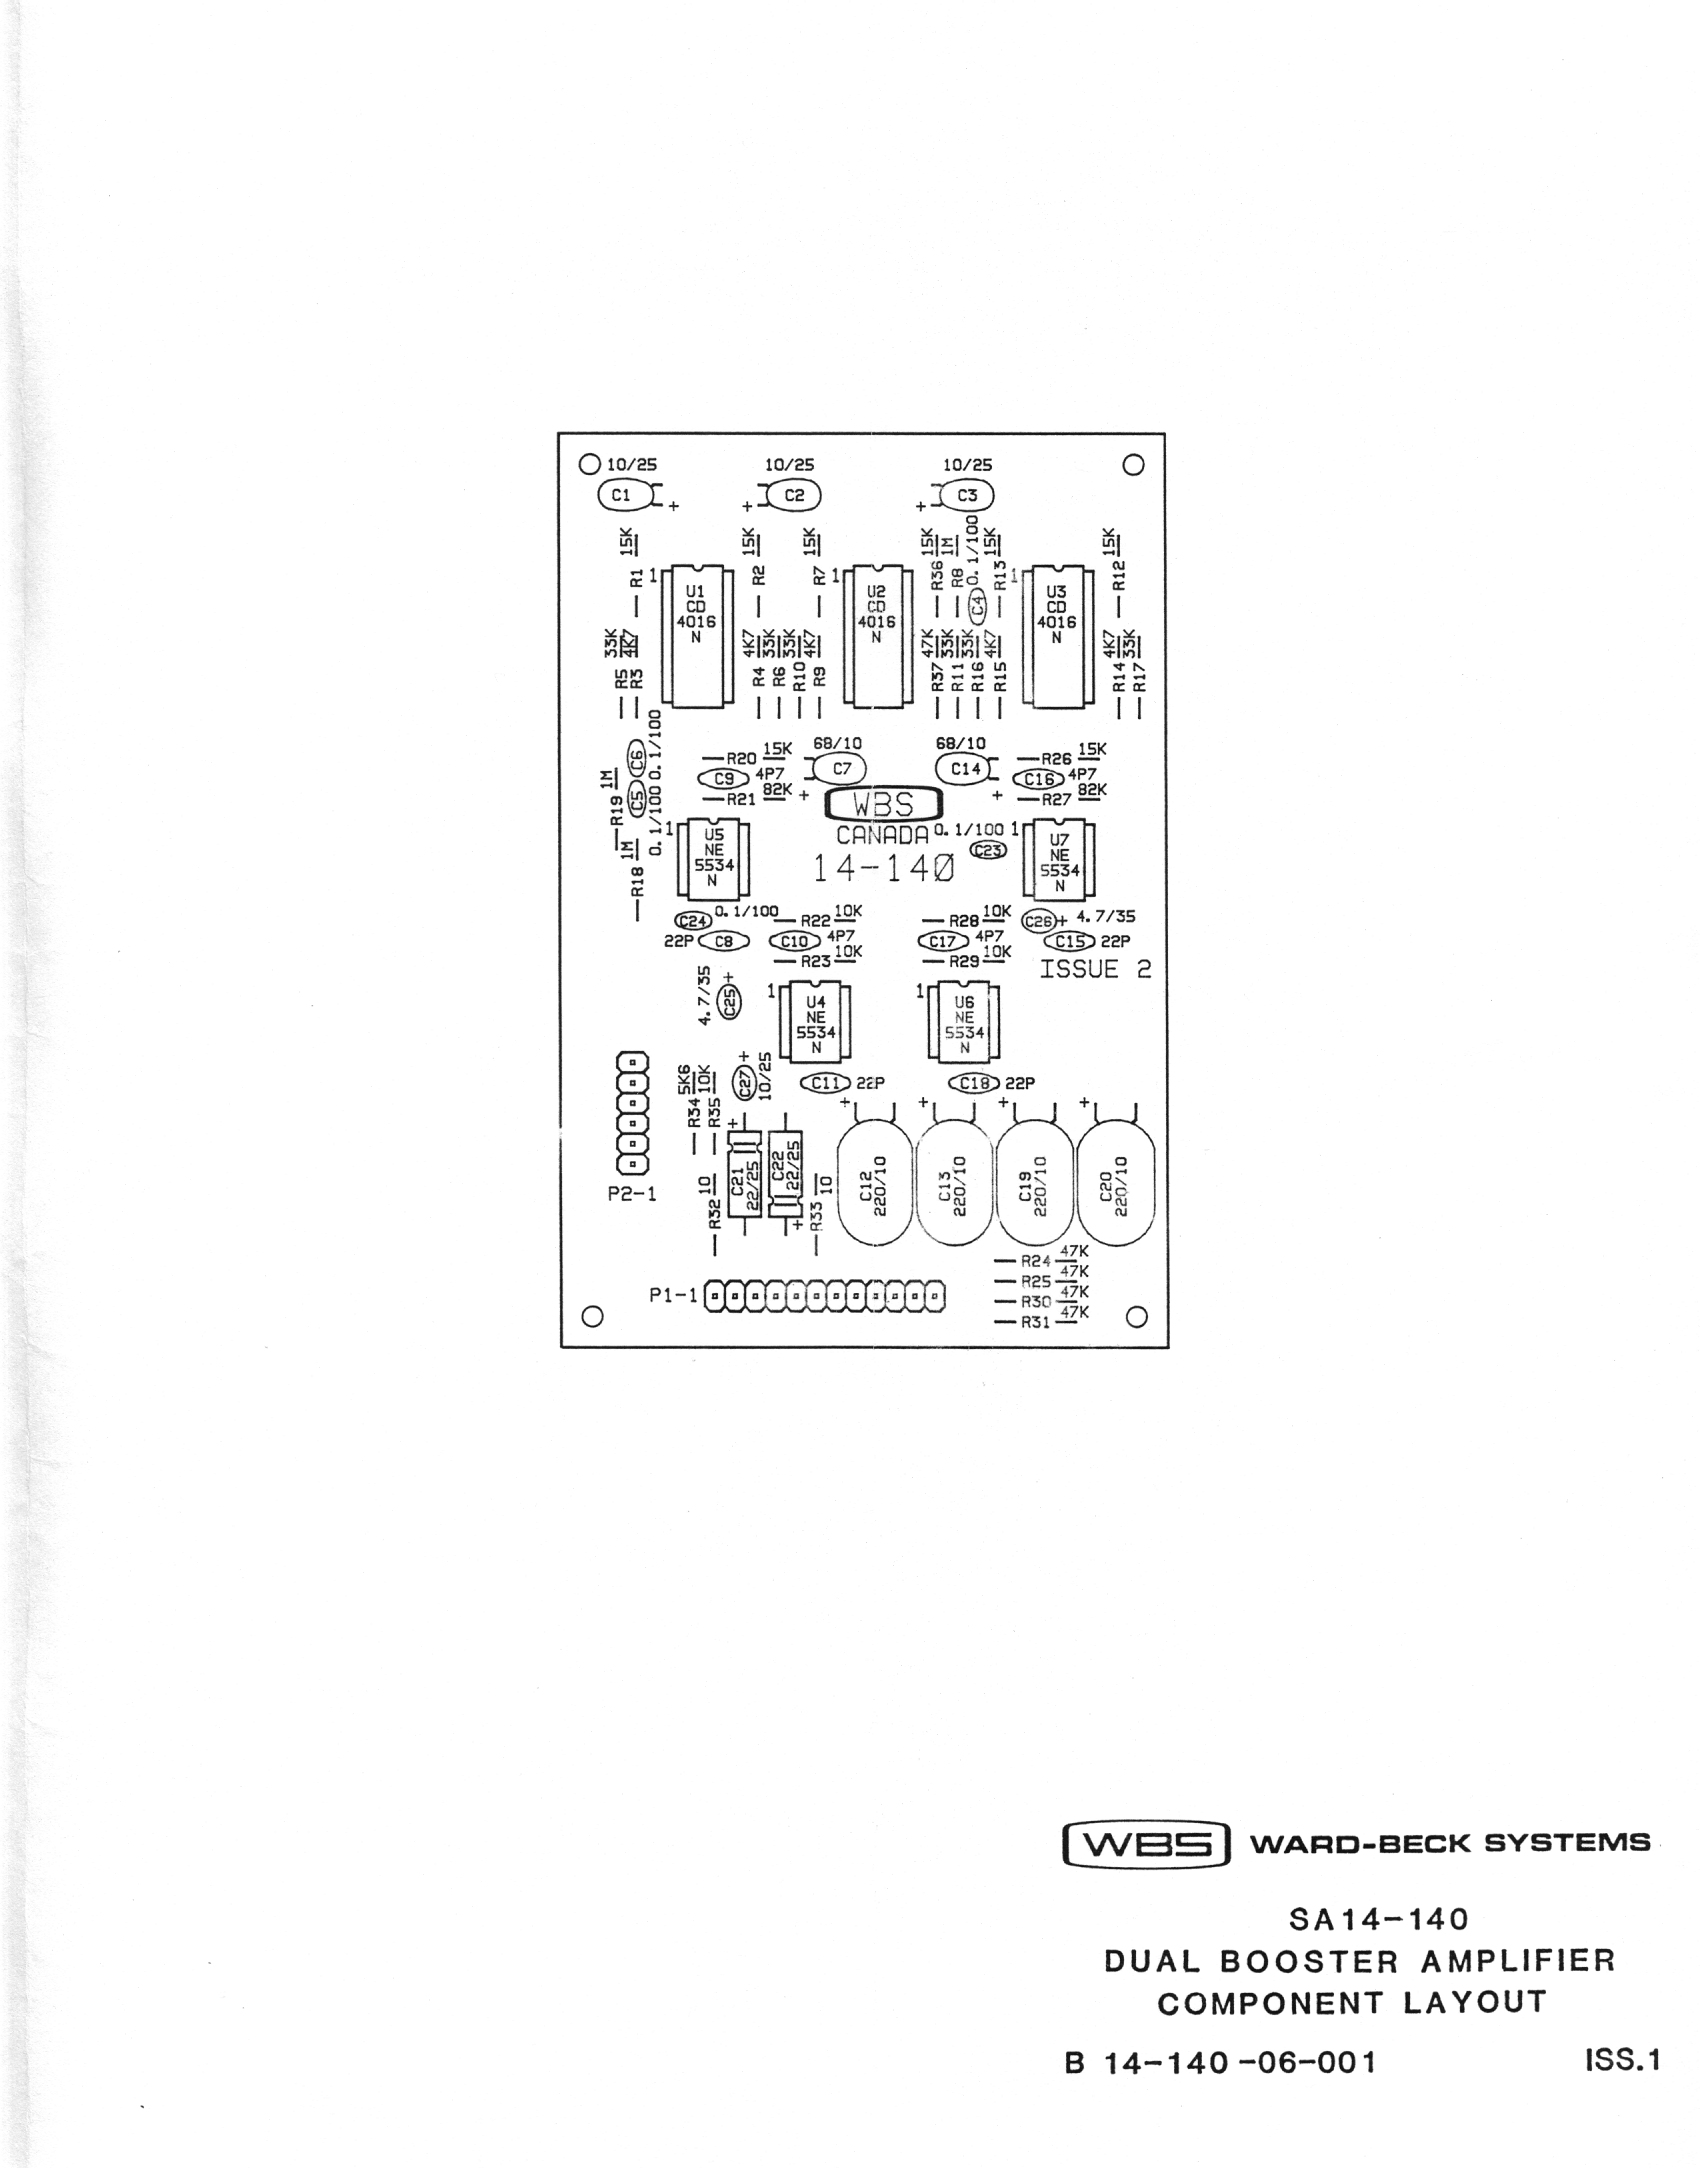 10/25 10/25 10/25
C1 C2 C3
+ + +
15K 15K 15K 15K 1M 0.1/100 15K 15K
R1 R2 R7 R36 R8 C4 R13 R12
1 U1 1 U2 1 U3
CD CD CD
4016 4016 4016
N N N
33K 4K7 4K7 33K 33K 4K7 47K 33K 33K 4K7 4K7 33K
R5 R3 R4 R6 R10 R9 R37 R11 R16 R15 R14 R17
68/10 68/10
C6 0.1/100 R20 15K C7 C14 R26 15K
1M C9 4P7 C16 4P7
R19 C5 0.1/100 R21 82K + + R27 82K
WBS
CANADA 0.1/100
14-140 C23
1 U5 1 U7
NE NE
5534 5534
N N
1M
R18
C24 0.1/100 R22 10K R28 10K C26 + 4.7/35
22P C8 C10 4P7 C17 4P7 C15 22P
R23 10K R29 10K ISSUE 2
4.7/35 C25 +
1 U4 1 U6
NE NE
5534 5534
N N
5K6 10K C27 + 10/25 C11 22P C18 22P
R34 R35 + + + + +
C21 22/25 C22 22/25 C12 220/10 C13 220/10 C19 220/10 C20 220/10
P2-1 R32 10 + R33 10
R24 47K
R25 47K
P1-1 R30 47K
R31 47K
WBS WARD-BECK SYSTEMS
SA14-140
DUAL BOOSTER AMPLIFIER
COMPONENT LAYOUT
B 14-140-06-001 ISS.1